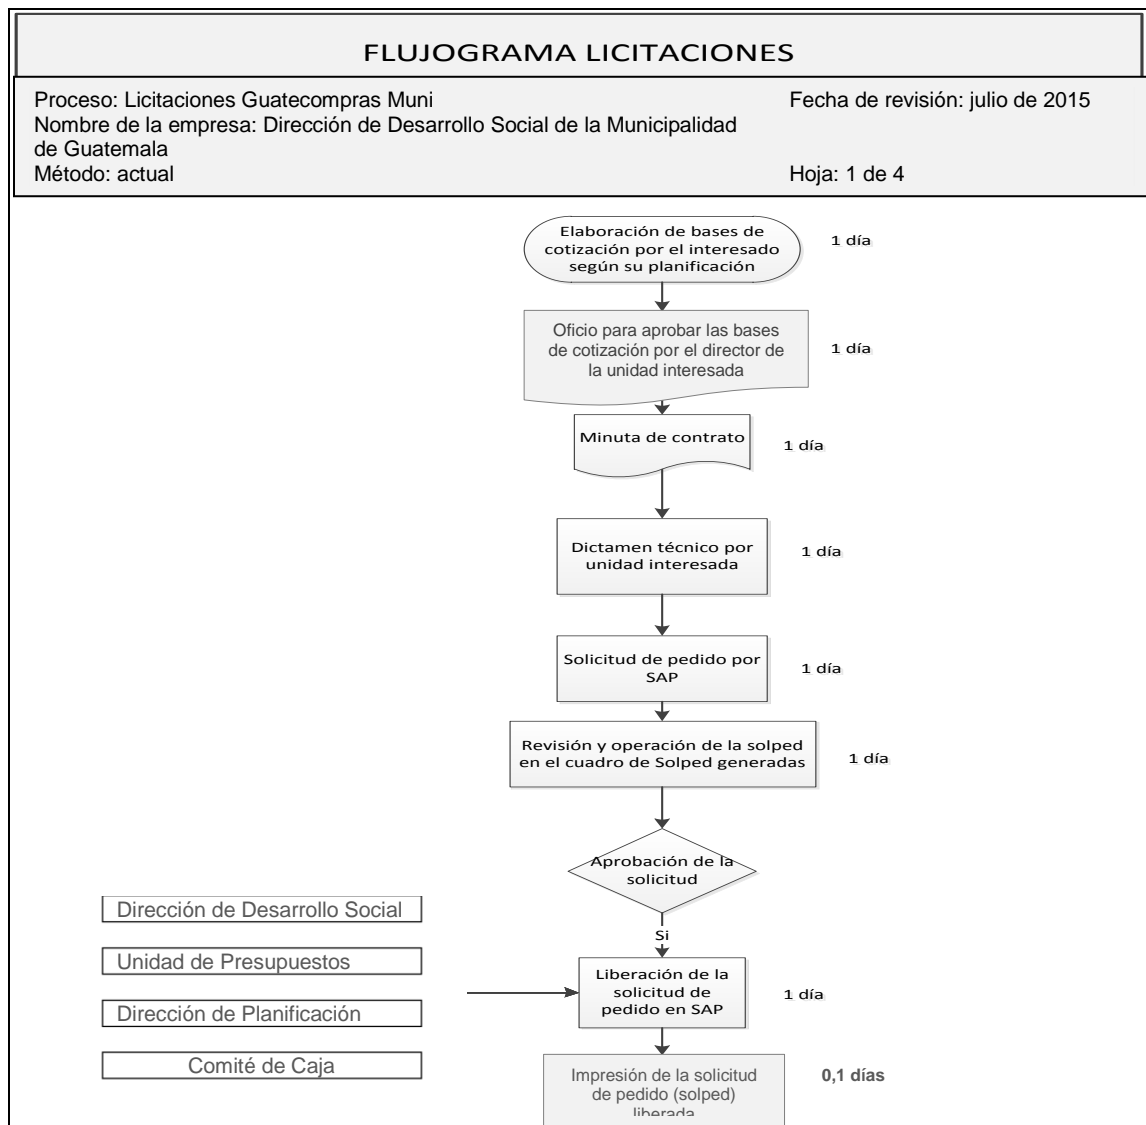 FLUJOGRAMA LICITACIONES
Proceso: Licitaciones Guatecompras Muni
Fecha de revisión: julio de 2015
Nombre de la empresa: Dirección de Desarrollo Social de la Municipalidad
de Guatemala
Método: actual
Hoja: 1 de 4
Elaboración de bases de
cotización por el interesado
según su planificación
1 día
Oficio para aprobar las bases
de cotización por el director de
la unidad interesada
1 día
Minuta de contrato
1 día
Dictamen técnico por
unidad interesada
1 día
Solicitud de pedido por
SAP
1 día
Revisión y operación de la solped
en el cuadro de Solped generadas
1 día
Aprobación de la
solicitud
Si
Dirección de Desarrollo Social
Unidad de Presupuestos
Dirección de Planificación
Comité de Caja
Liberación de la
solicitud de
pedido en SAP
1 día
Impresión de la solicitud
de pedido (solped)
liberada
0,1 días